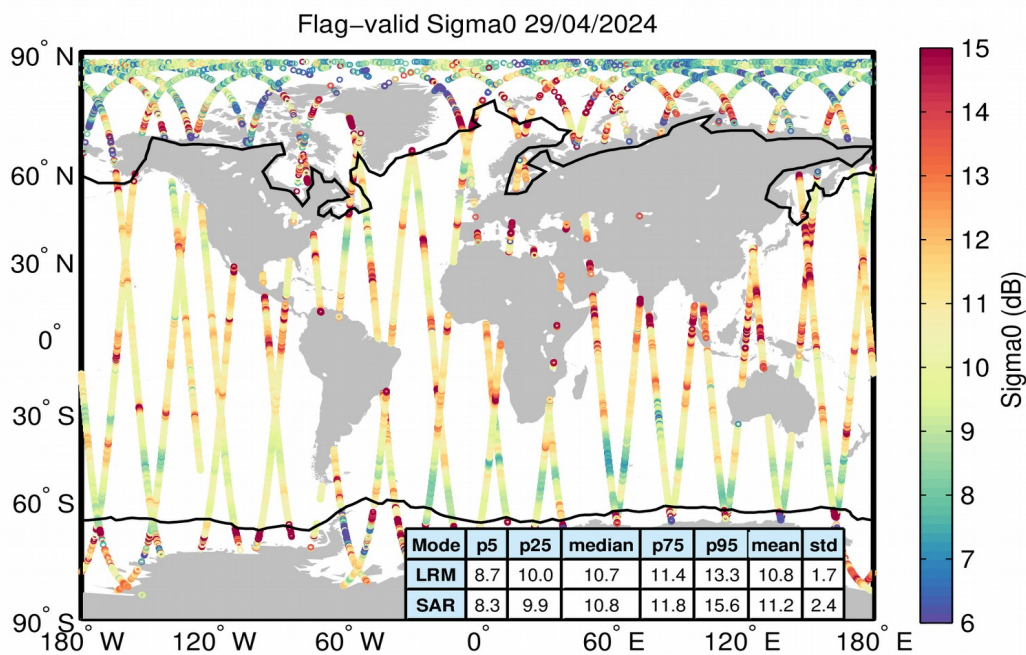 Flag−valid Sigma0 29/04/2024
90° N
60° N
30° N
0°
30° S
60° S
90° S
180° W
120° W
60° W
0°
60° E
120° E
180° E
Mode p5 p25 median p75 p95 mean std
LRM 8.7 10.0 10.7 11.4 13.3 10.8 1.7
SAR 8.3 9.9 10.8 11.8 15.6 11.2 2.4
15
14
13
12
11
10
9
8
7
6
Sigma0 (dB)